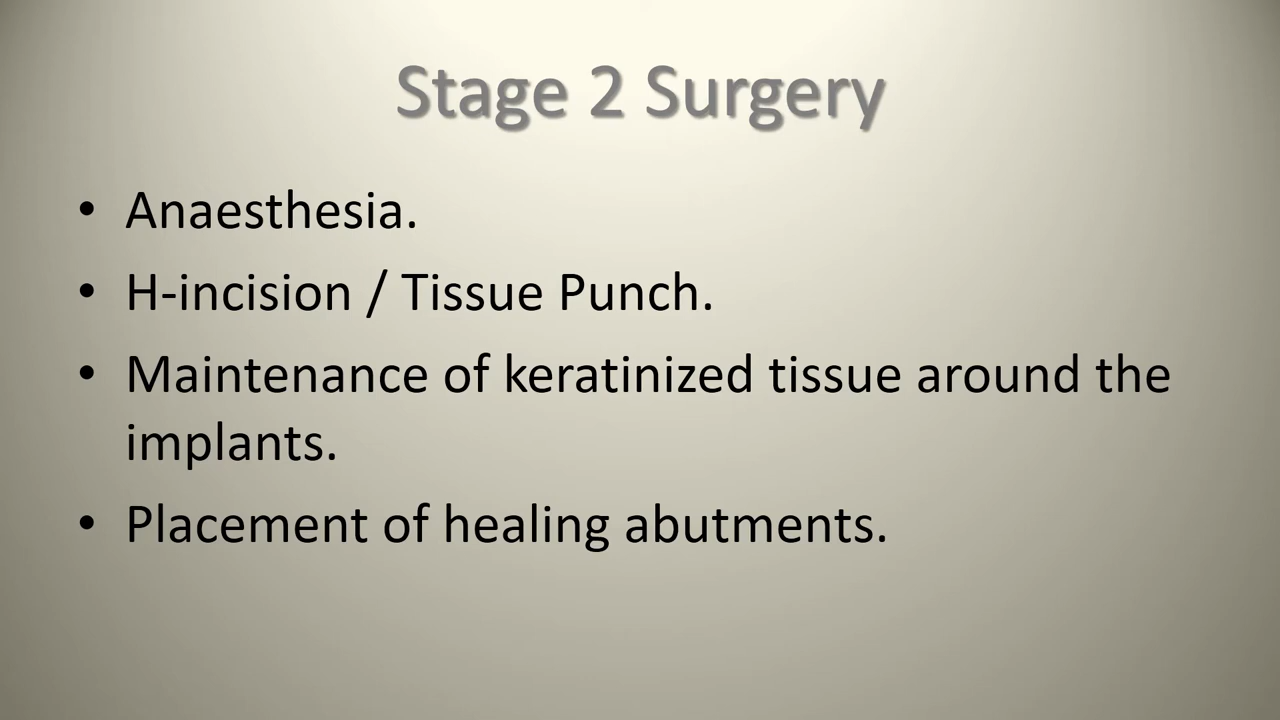 Stage 2 Surgery
• Anaesthesia.
• H-incision / Tissue Punch.
• Maintenance of keratinized tissue around the
implants.
• Placement of healing abutments.